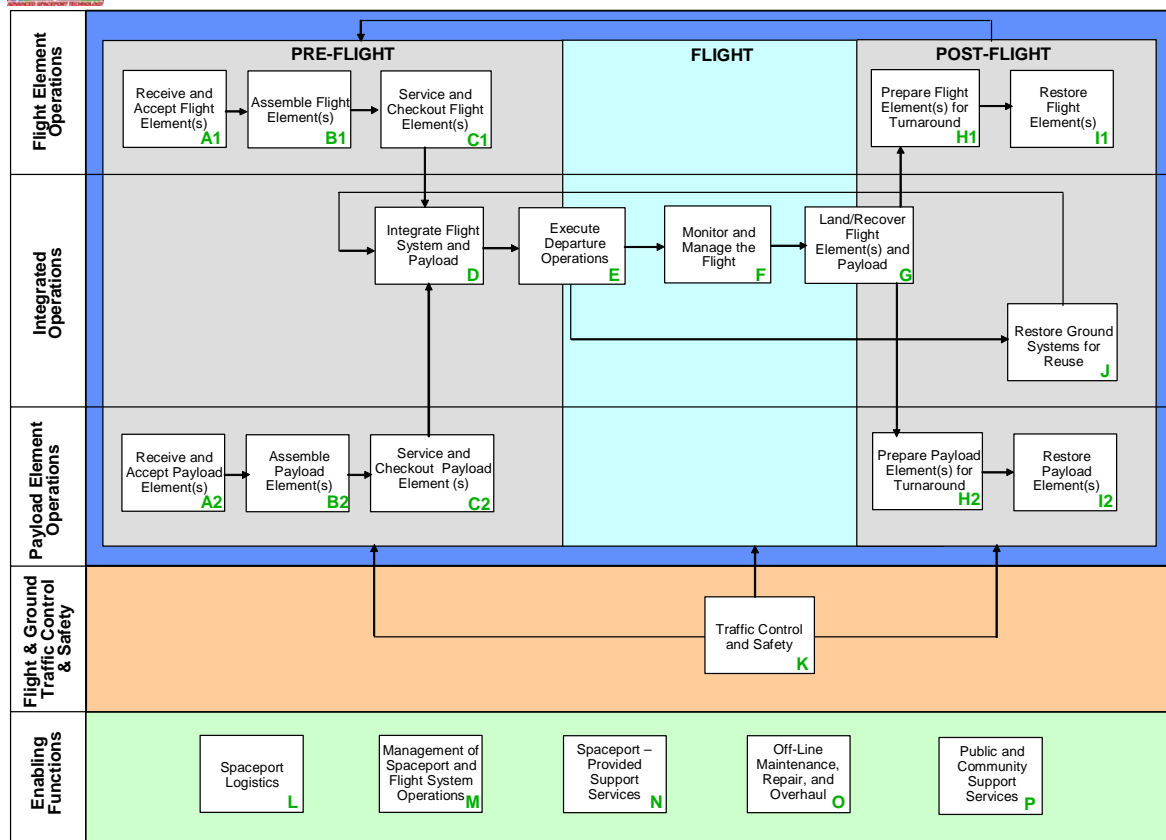 ADVANCED SPACEPORT TECHNOLOGY
PRE-FLIGHT
FLIGHT
POST-FLIGHT
Flight Element
Operations
Receive and
Accept Flight
Element(s)
A1
Assemble Flight
Element(s)
B1
Service and
Checkout Flight
Element(s)
C1
Prepare Flight
Element(s) for
Turnaround
H1
Restore
Flight
Element(s)
I1
Integrated
Operations
Integrate Flight
System and
Payload
D
Execute
Departure
Operations
E
Monitor and
Manage the
Flight
F
Land/Recover
Flight
Element(s) and
Payload
G
Restore Ground
Systems for
Reuse
J
Payload Element
Operations
Receive and
Accept Payload
Element(s)
A2
Assemble
Payload
Element(s)
B2
Service and
Checkout Payload
Element (s)
C2
Prepare Payload
Element(s) for
Turnaround
H2
Restore
Payload
Element(s)
I2
Flight & Ground
Traffic Control
& Safety
Traffic Control
and Safety
K
Enabling
Functions
Spaceport
Logistics
L
Management of
Spaceport and
Flight System
Operations
M
Spaceport –
Provided
Support
Services
N
Off-Line
Maintenance,
Repair, and
Overhaul
O
Public and
Community
Support
Services
P